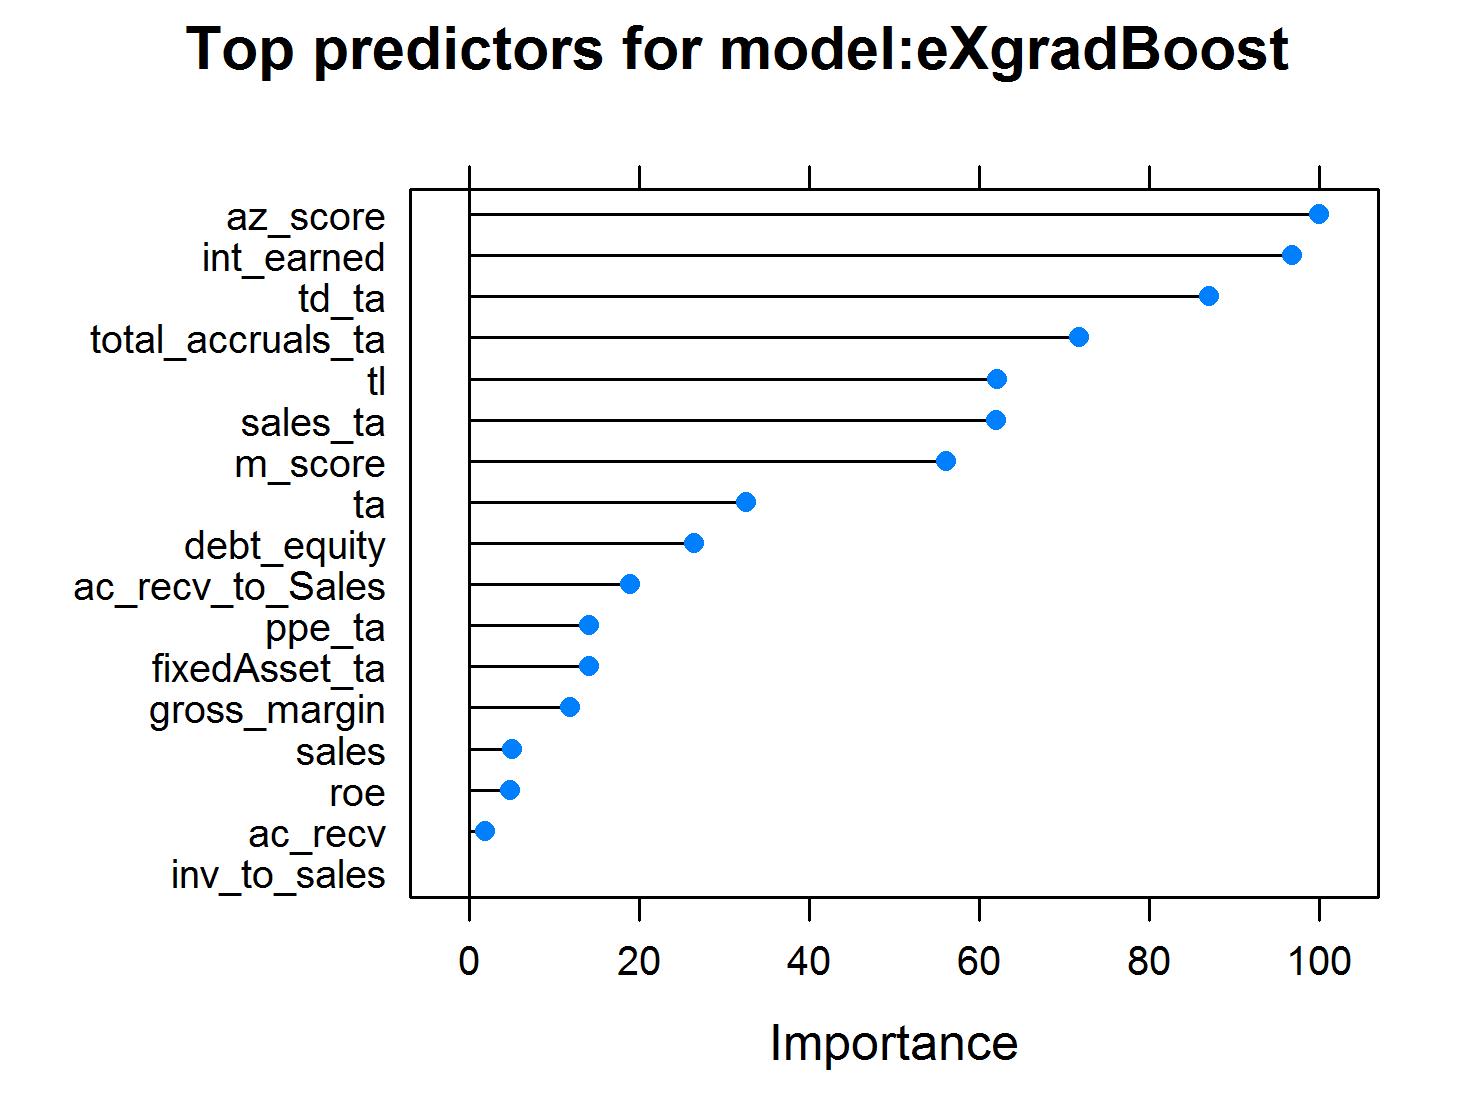 Top predictors for model:eXgradBoost
az_score
int_earned
td_ta
total_accruals_ta
tl
sales_ta
m_score
ta
debt_equity
ac_recv_to_Sales
ppe_ta
fixedAsset_ta
gross_margin
sales
roe
ac_recv
inv_to_sales
0 20 40 60 80 100
Importance